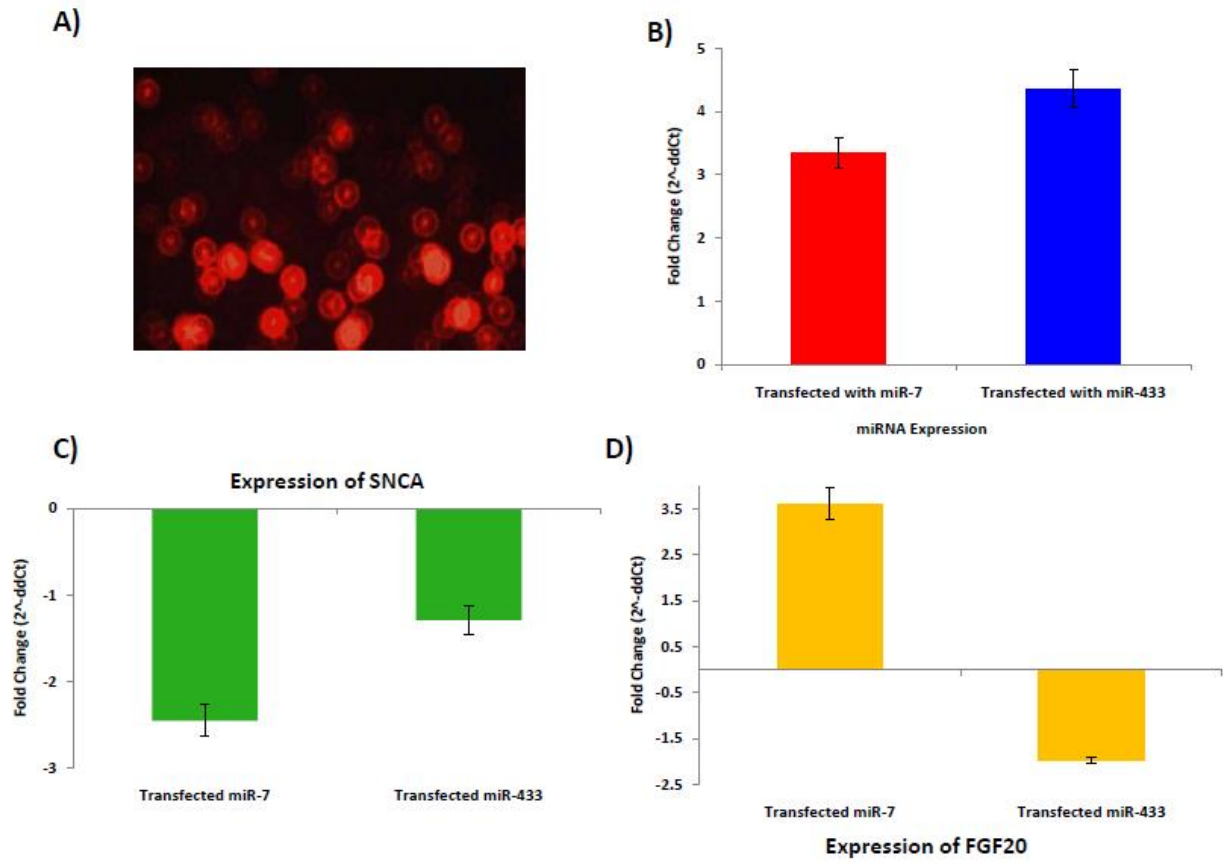 A)
B)
5
4
3
2
1
0
Fold Change (2^-ddCt)
Transfected with miR-7
Transfected with miR-433
miRNA Expression
C)
Expression of SNCA
0
-1
-2
-3
Fold Change (2^-ddCt)
Transfected miR-7
Transfected miR-433
D)
3.5
2.5
1.5
0.5
-0.5
-1.5
-2.5
Fold Change (2^-ddCt)
Transfected miR-7
Transfected miR-433
Expression of FGF20